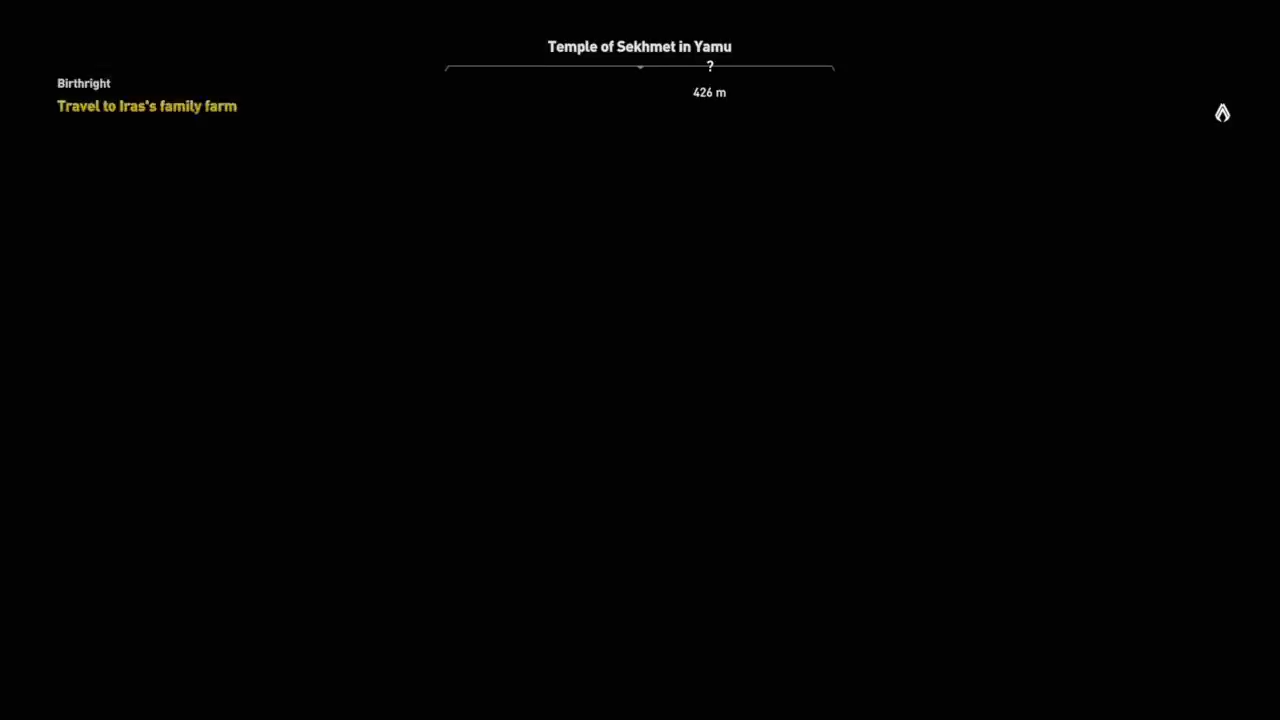 Temple of Sekhmet in Yamu
?
426 m
Birthright
Travel to Iras's family farm